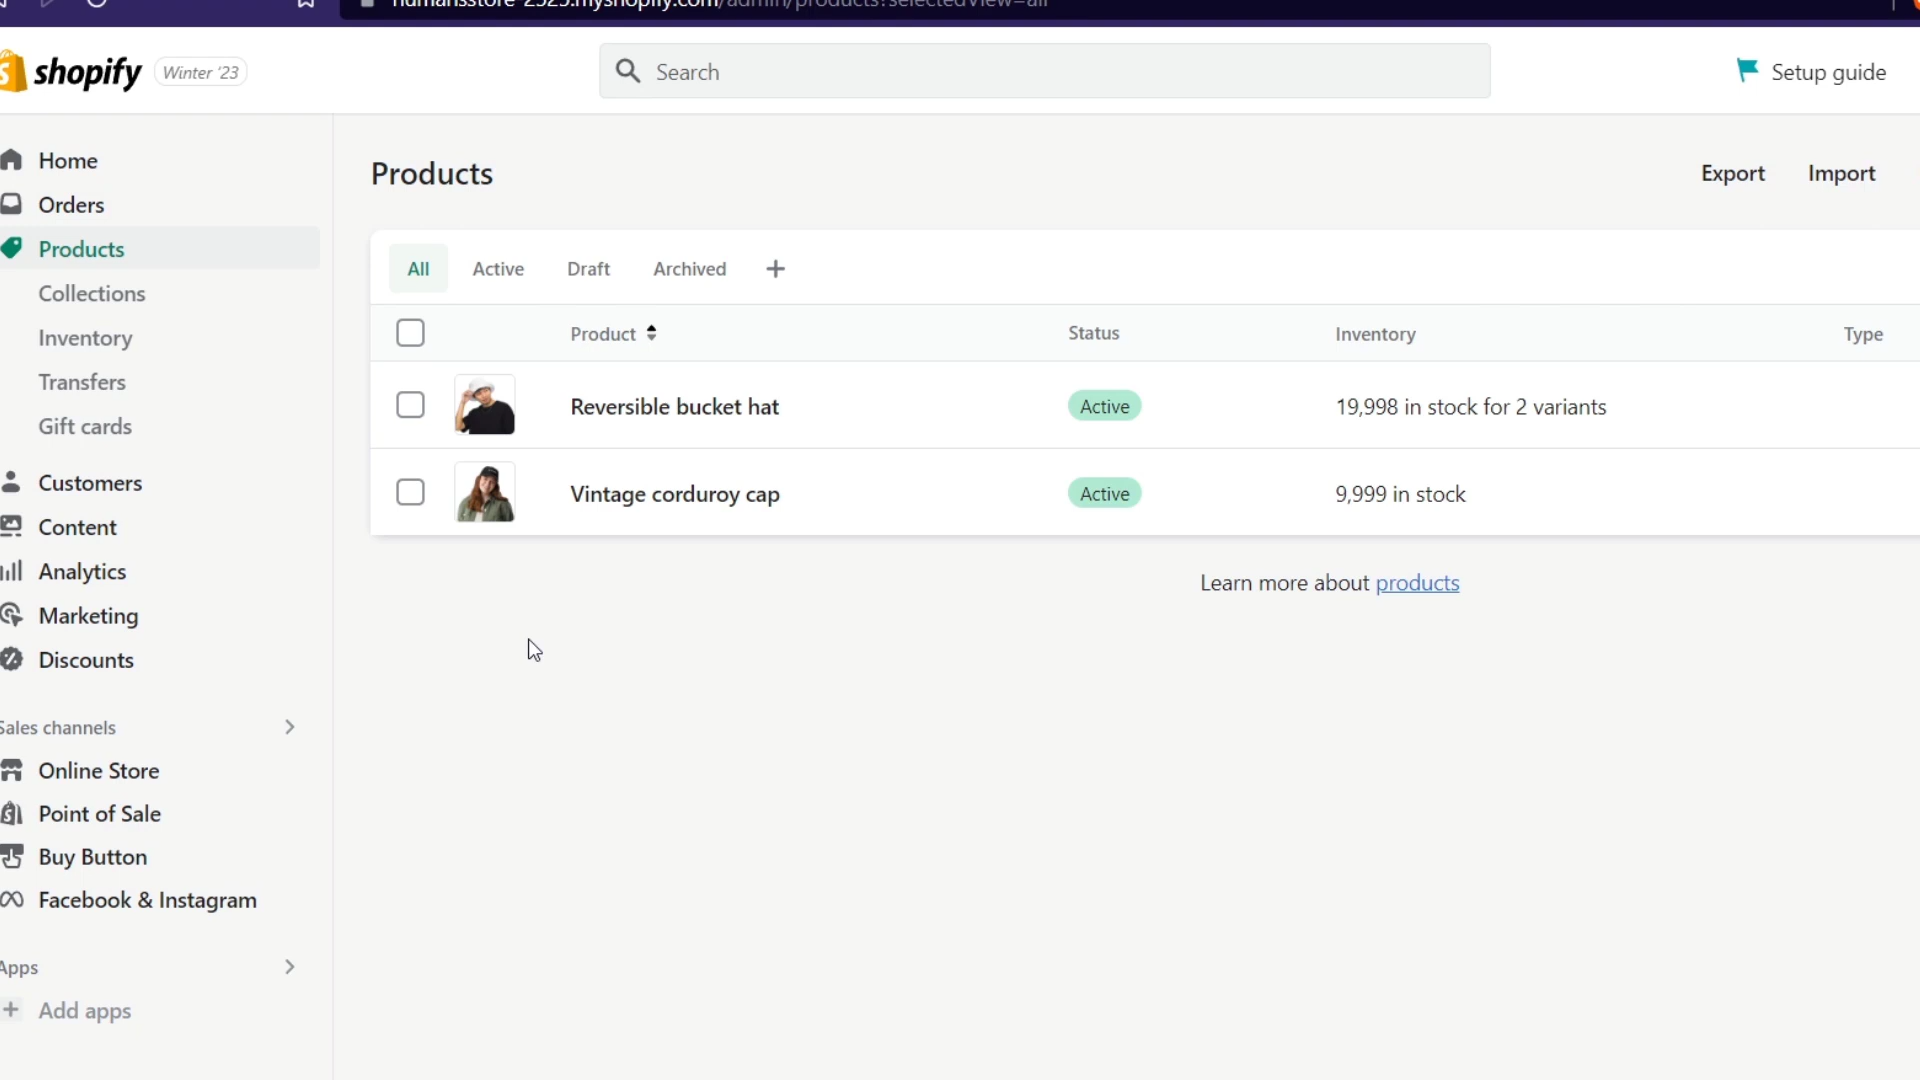 shopify Winter '23
Search
Setup guide
Home
Orders
Products
Collections
Inventory
Transfers
Gift cards
Customers
Content
Analytics
Marketing
Discounts
Sales channels
Online Store
Point of Sale
Buy Button
Facebook & Instagram
Apps
Add apps
Products
Export Import
All Active Draft Archived
Product Status Inventory Type
Reversible bucket hat Active 19,998 in stock for 2 variants
Vintage corduroy cap Active 9,999 in stock
Learn more about products